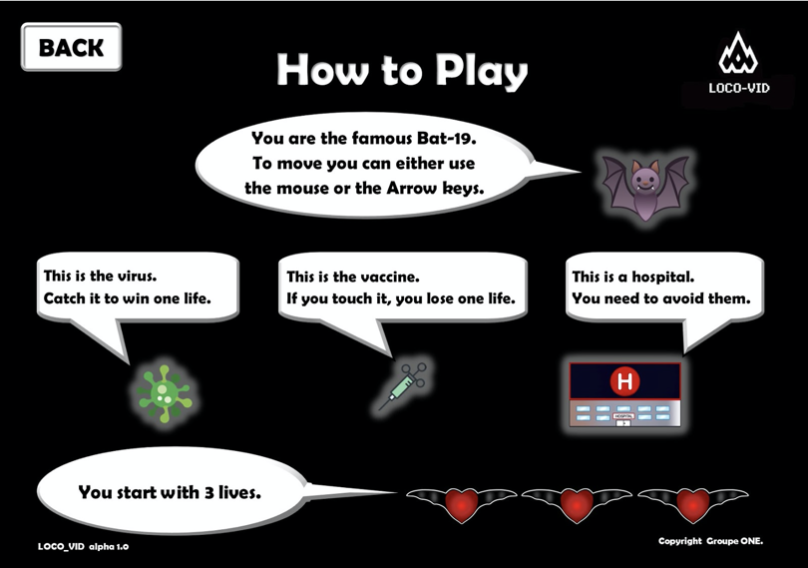 BACK
How to Play
LOCO-VID
You are the famous Bat-19.
To move you can either use
the mouse or the Arrow keys.
This is the virus.
Catch it to win one life.
This is the vaccine.
If you touch it, you lose one life.
This is a hospital.
You need to avoid them.
H
HOSPITAL
You start with 3 lives.
LOCO_VID alpha 1.0
Copyright Groupe ONE.